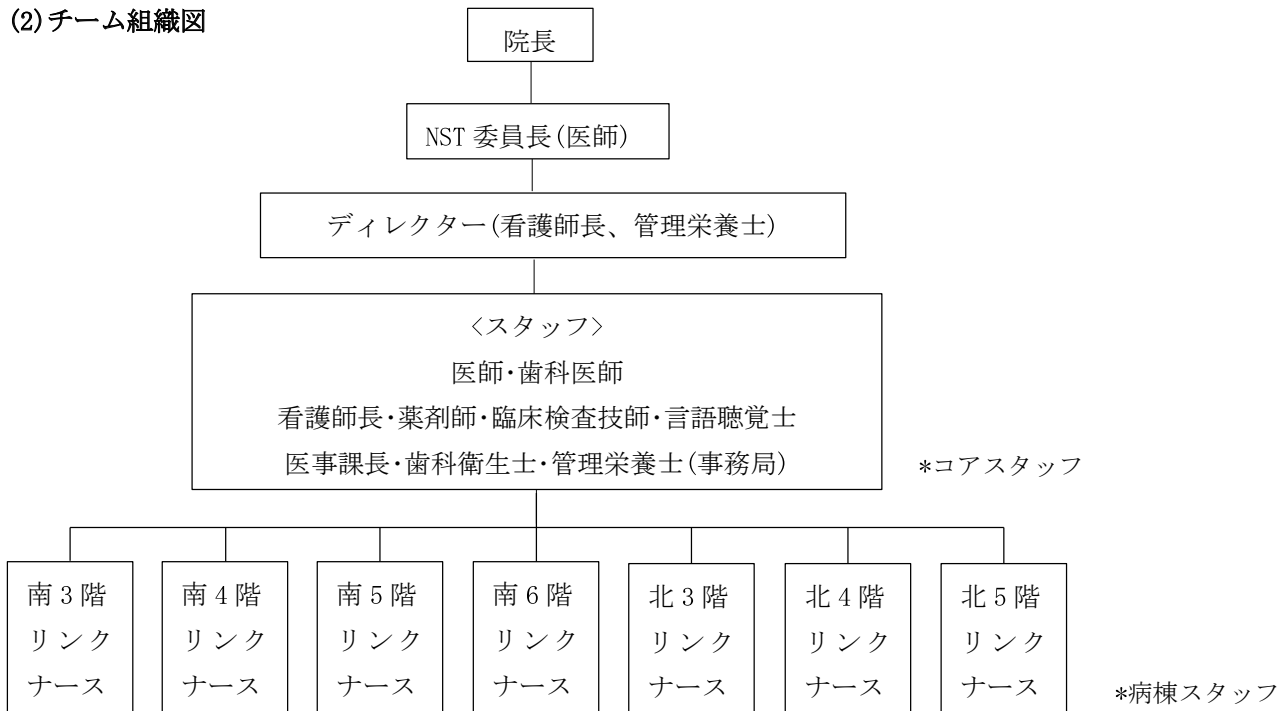 (2)チーム組織図
院長
NST 委員長(医師)
ディレクター(看護師長、管理栄養士)
<スタッフ>
医師・歯科医師
看護師長・薬剤師・臨床検査技師・言語聴覚士
医事課長・歯科衛生士・管理栄養士(事務局)
*コアスタッフ
南3階
リンク
ナース
南4階
リンク
ナース
南5階
リンク
ナース
南6階
リンク
ナース
北3階
リンク
ナース
北4階
リンク
ナース
北5階
リンク
ナース
*病棟スタッフ